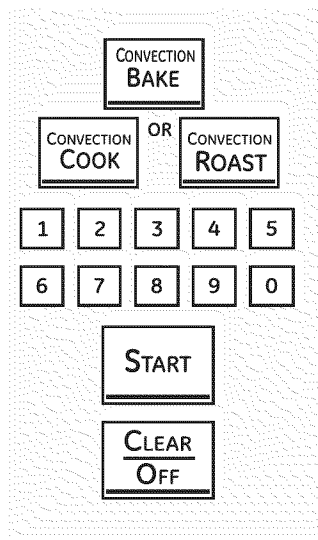 CONVECTION
BAKE
CONVECTION
COOK
OR
CONVECTION
ROAST
1 2 3 4 5
6 7 8 9 0
START
CLEAR
OFF